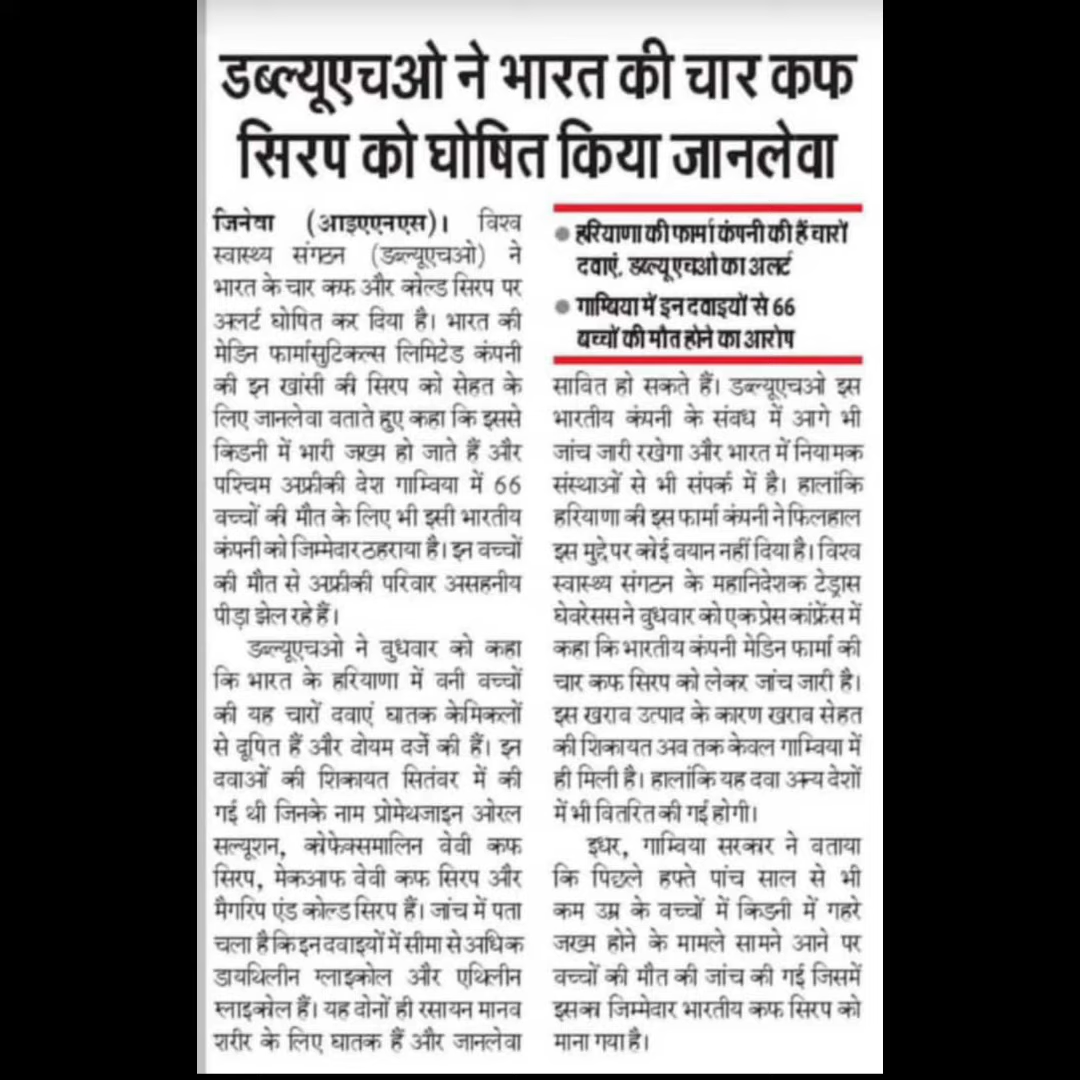 डब्ल्यूएचओ ने भारत की चार कफ
सिरप को घोषित किया जानलेवा
जिनेवा (आइएएनएस)। विश्व
स्वास्थ्य संगठन (डब्ल्यूएचओ) ने
भारत के चार कफ और कोल्ड सिरप पर
अलर्ट घोषित कर दिया है। भारत की
मेडिन फार्मास्युटिकल्स लिमिटेड कंपनी
की इन खांसी की सिरप को सेहत के
लिए जानलेवा बताते हुए कहा कि इससे
किडनी में भारी जख्म हो जाते हैं और
पश्चिम अफ्रीकी देश गाम्बिया में 66
बच्चों की मौत के लिए भी इसी भारतीय
कंपनी को जिम्मेदार ठहराया है। इन बच्चों
की मौत से अफ्रीकी परिवार असहनीय
पीड़ा झेल रहे हैं।
डब्ल्यूएचओ ने बुधवार को कहा
कि भारत के हरियाणा में बनी बच्चों
की यह चारों दवाएं घातक केमिकलों
से दूषित हैं और दोयम दर्जे की हैं। इन
दवाओं की शिकायत सितंबर में की
गई थी जिनके नाम प्रोमेथजाइन ओरल
सल्यूशन, कोफेक्समालिन बेबी कफ
सिरप, मेकआफ बेबी कफ सिरप और
मैगरिप एंड कोल्ड सिरप हैं। जांच में पता
चला है कि इन दवाइयों में सीमा से अधिक
डायथिलीन ग्लाइकोल और एथिलीन
ग्लाइकोल हैं। यह दोनों ही रसायन मानव
शरीर के लिए घातक हैं और जानलेवा
● हरियाणा की फार्मा कंपनी की हैं चारों
दवाएं, डब्ल्यूएचओ का अलर्ट
● गाम्बिया में इन दवाइयों से 66
बच्चों की मौत होने का आरोप
साबित हो सकते हैं। डब्ल्यूएचओ इस
भारतीय कंपनी के संबध में आगे भी
जांच जारी रखेगा और भारत में नियामक
संस्थाओं से भी संपर्क में है। हालांकि
हरियाणा की इस फार्मा कंपनी ने फिलहाल
इस मुद्दे पर कोई बयान नहीं दिया है। विश्व
स्वास्थ्य संगठन के महानिदेशक टेड्रास
घेबरेसस ने बुधवार को एक प्रेस कांफ्रेंस में
कहा कि भारतीय कंपनी मेडिन फार्मा की
चार कफ सिरप को लेकर जांच जारी है।
इस खराब उत्पाद के कारण खराब सेहत
की शिकायत अब तक केवल गाम्बिया में
ही मिली है। हालांकि यह दवा अन्य देशों
में भी वितरित की गई होगी।
इधर, गाम्बिया सरकार ने बताया
कि पिछले हफ्ते पांच साल से भी
कम उम्र के बच्चों में किडनी में गहरे
जख्म होने के मामले सामने आने पर
बच्चों की मौत की जांच की गई जिसमें
इसका जिम्मेदार भारतीय कफ सिरप को
माना गया है।